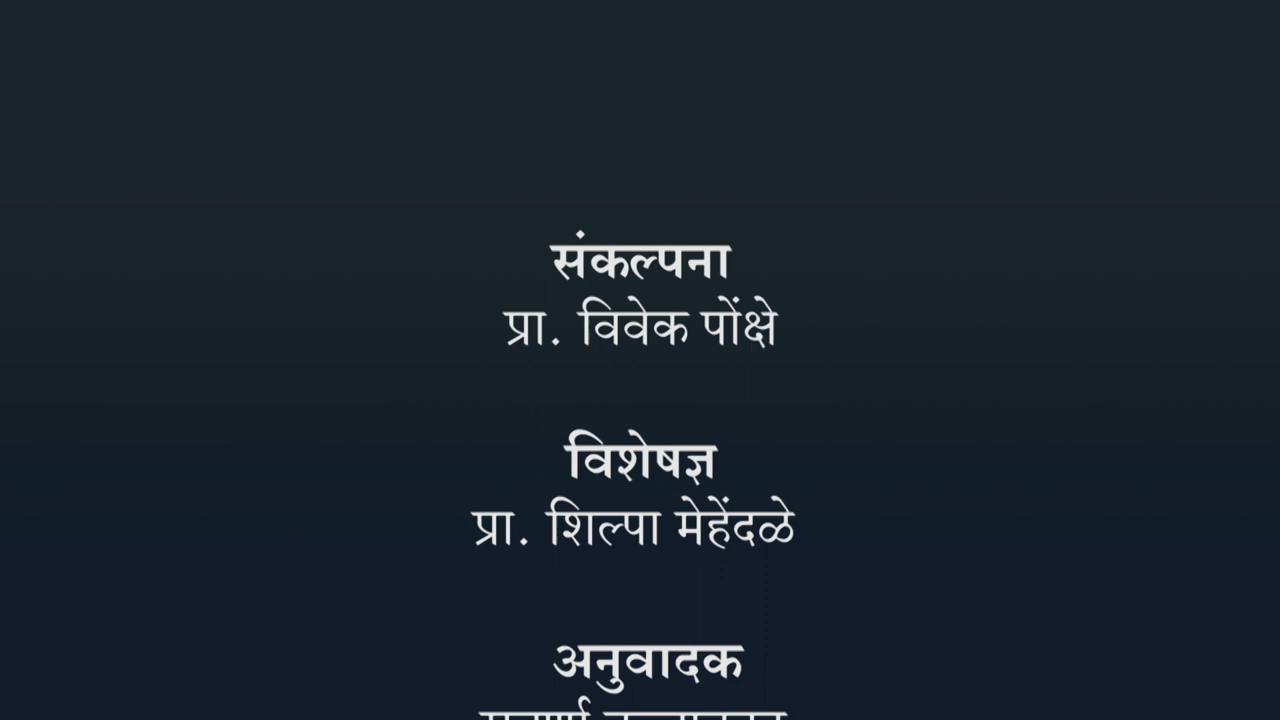 संकल्पना
प्रा. विवेक पोंक्षे
विशेषज्ञ
प्रा. शिल्पा मेहेंदळे
अनुवादक